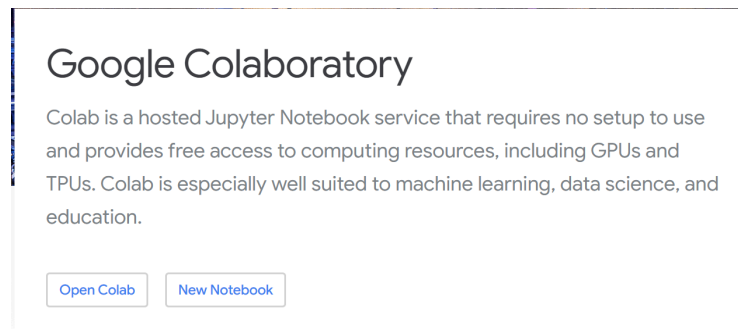 Google Colaboratory
Colab is a hosted Jupyter Notebook service that requires no setup to use
and provides free access to computing resources, including GPUs and
TPUs. Colab is especially well suited to machine learning, data science, and
education.
Open Colab
New Notebook